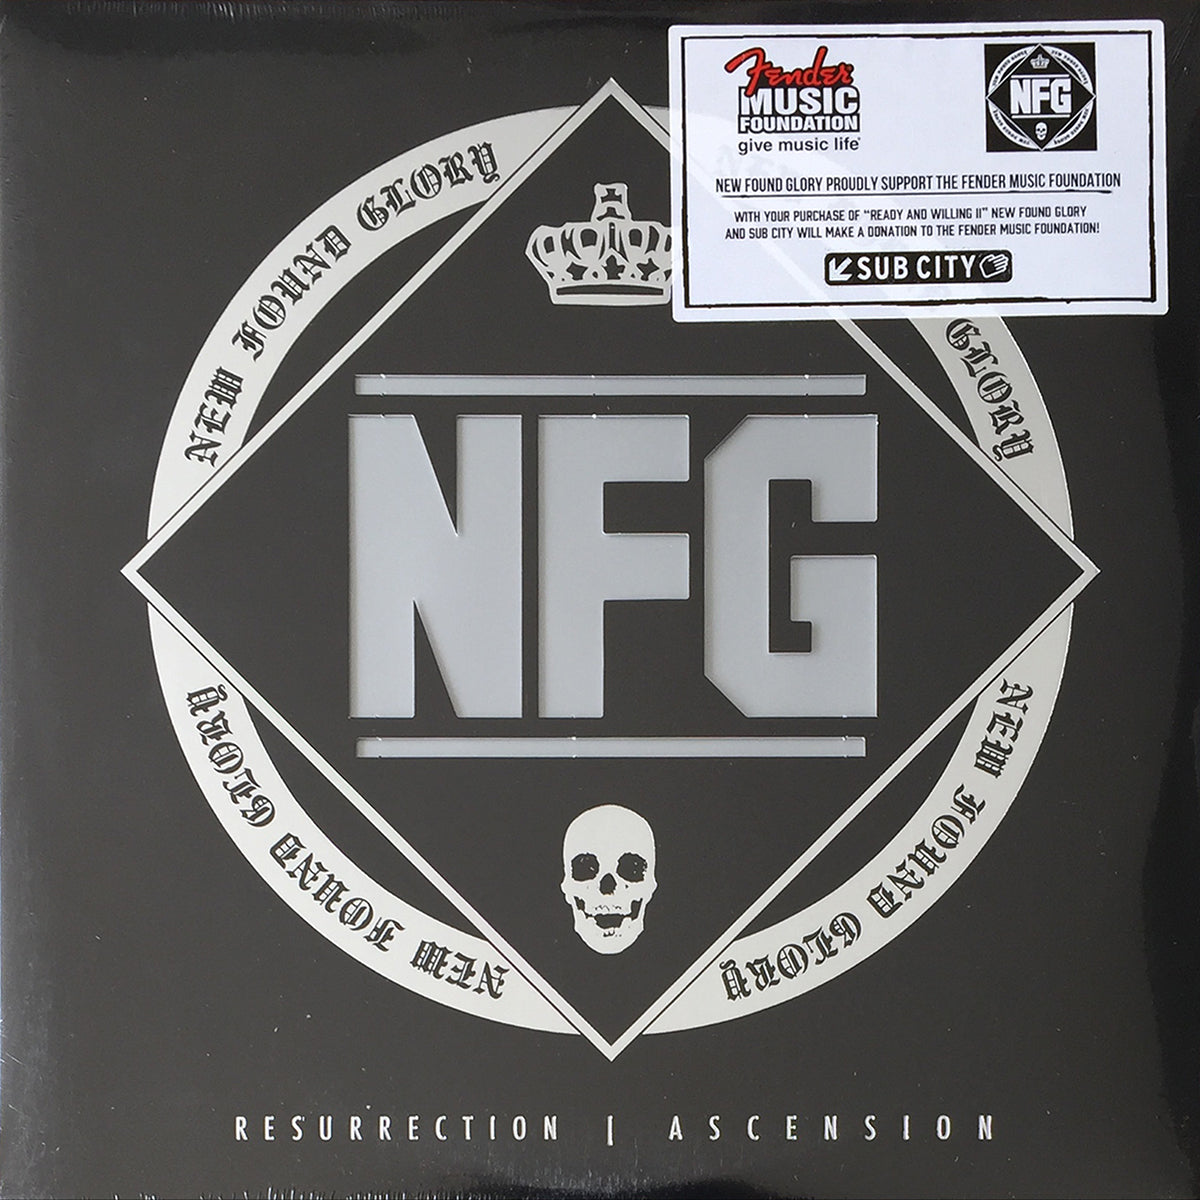 Fender
MUSIC
FOUNDATION
give music life
NFG
NEW FOUND GLORY PROUDLY SUPPORT THE FENDER MUSIC FOUNDATION
WITH YOUR PURCHASE OF “READY AND WILLING II” NEW FOUND GLORY
AND SUB CITY WILL MAKE A DONATION TO THE FENDER MUSIC FOUNDATION!
SUB CITY
NEW FOUND GLORY
GLORY
NFG
NEW FOUND GLORY
NEW FOUND GLORY
RESURRECTION | ASCENSION